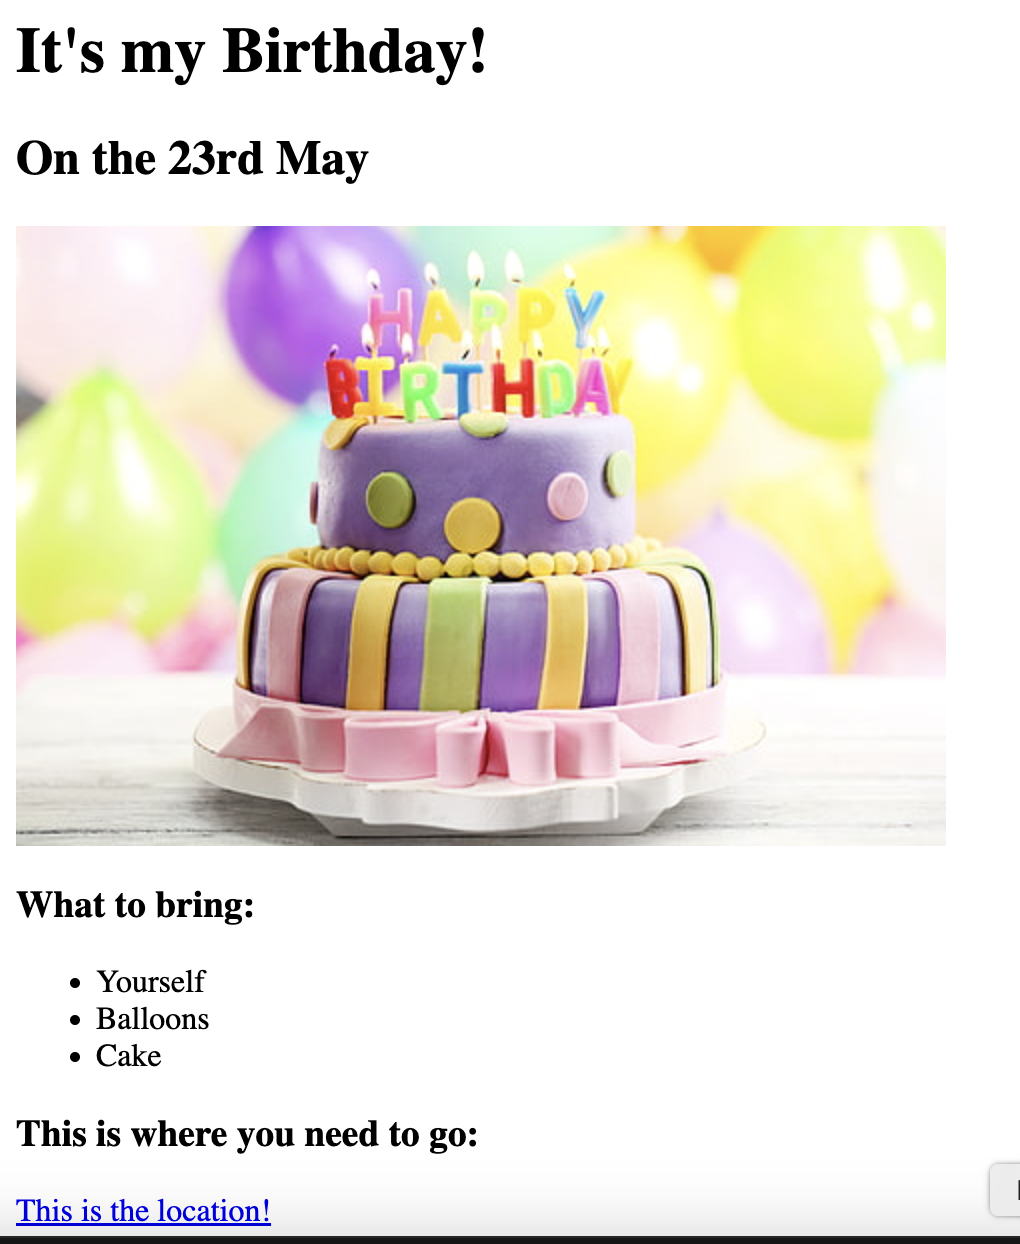 It's my Birthday!
On the 23rd May
HAPPY
BIRTHDAY
What to bring:
Yourself
Balloons
Cake
This is where you need to go:
This is the location!